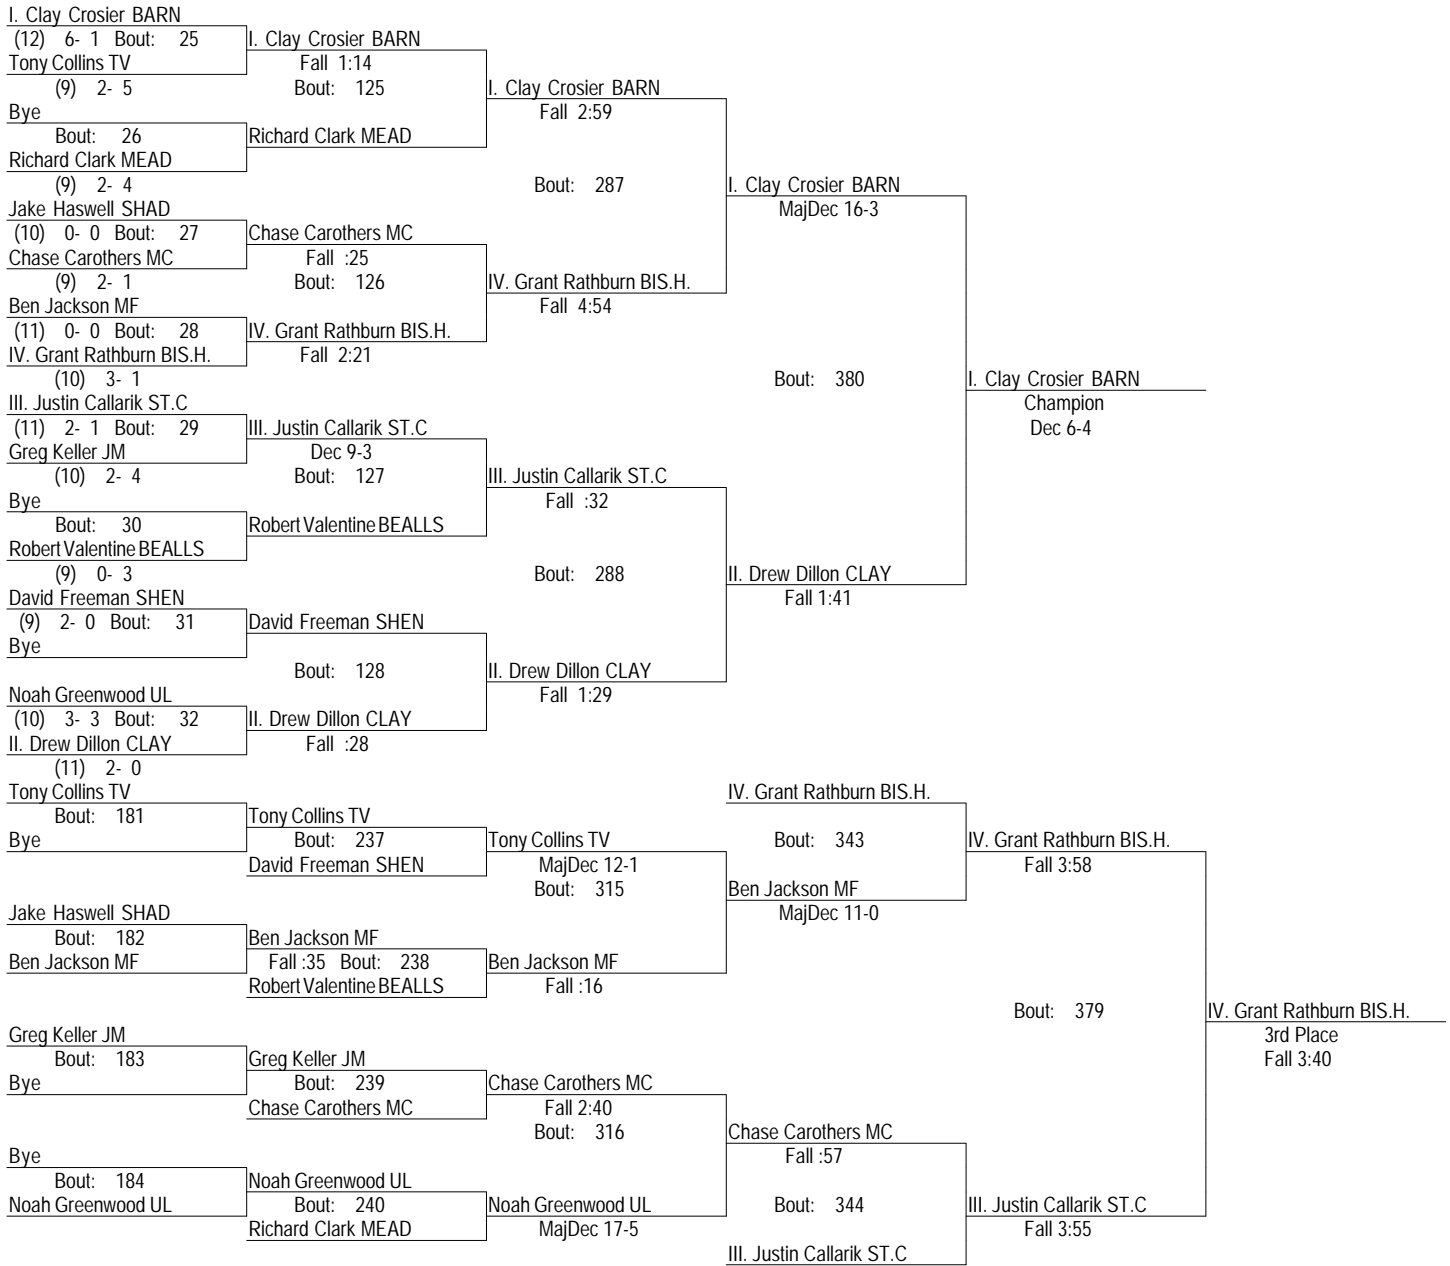 I. Clay Crosier BARN
(12) 6- 1 Bout: 25
I. Clay Crosier BARN
Tony Collins TV
Fall 1:14
(9) 2- 5
Bout: 125
I. Clay Crosier BARN
Bye
Fall 2:59
Bout: 26
Richard Clark MEAD
Richard Clark MEAD
(9) 2- 4
Bout: 287
I. Clay Crosier BARN
Jake Haswell SHAD
MajDec 16-3
(10) 0- 0 Bout: 27
Chase Carothers MC
Chase Carothers MC
Fall :25
(9) 2- 1
Bout: 126
IV. Grant Rathburn BIS.H.
Ben Jackson MF
Fall 4:54
(11) 0- 0 Bout: 28
IV. Grant Rathburn BIS.H.
IV. Grant Rathburn BIS.H.
Fall 2:21
(10) 3- 1
Bout: 380
I. Clay Crosier BARN
III. Justin Callarik ST.C
Champion
(11) 2- 1 Bout: 29
III. Justin Callarik ST.C
Dec 6-4
Greg Keller JM
Dec 9-3
(10) 2- 4
Bout: 127
III. Justin Callarik ST.C
Bye
Fall :32
Bout: 30
Robert Valentine BEALLS
Robert Valentine BEALLS
(9) 0- 3
Bout: 288
II. Drew Dillon CLAY
David Freeman SHEN
Fall 1:41
(9) 2- 0 Bout: 31
David Freeman SHEN
Bye
Bout: 128
II. Drew Dillon CLAY
Noah Greenwood UL
Fall 1:29
(10) 3- 3 Bout: 32
II. Drew Dillon CLAY
II. Drew Dillon CLAY
Fall :28
(11) 2- 0
Tony Collins TV
IV. Grant Rathburn BIS.H.
Bout: 181
Tony Collins TV
Bye
Bout: 237
Tony Collins TV
Bout: 343
IV. Grant Rathburn BIS.H.
David Freeman SHEN
MajDec 12-1
Fall 3:58
Bout: 315
Ben Jackson MF
Jake Haswell SHAD
MajDec 11-0
Bout: 182
Ben Jackson MF
Ben Jackson MF
Fall :35 Bout: 238
Ben Jackson MF
Robert Valentine BEALLS
Fall :16
Bout: 379
IV. Grant Rathburn BIS.H.
Greg Keller JM
3rd Place
Bout: 183
Greg Keller JM
Fall 3:40
Bye
Bout: 239
Chase Carothers MC
Chase Carothers MC
Fall 2:40
Bout: 316
Chase Carothers MC
Bye
Fall :57
Bout: 184
Noah Greenwood UL
Noah Greenwood UL
Bout: 240
Noah Greenwood UL
Bout: 344
III. Justin Callarik ST.C
Richard Clark MEAD
MajDec 17-5
Fall 3:55
III. Justin Callarik ST.C